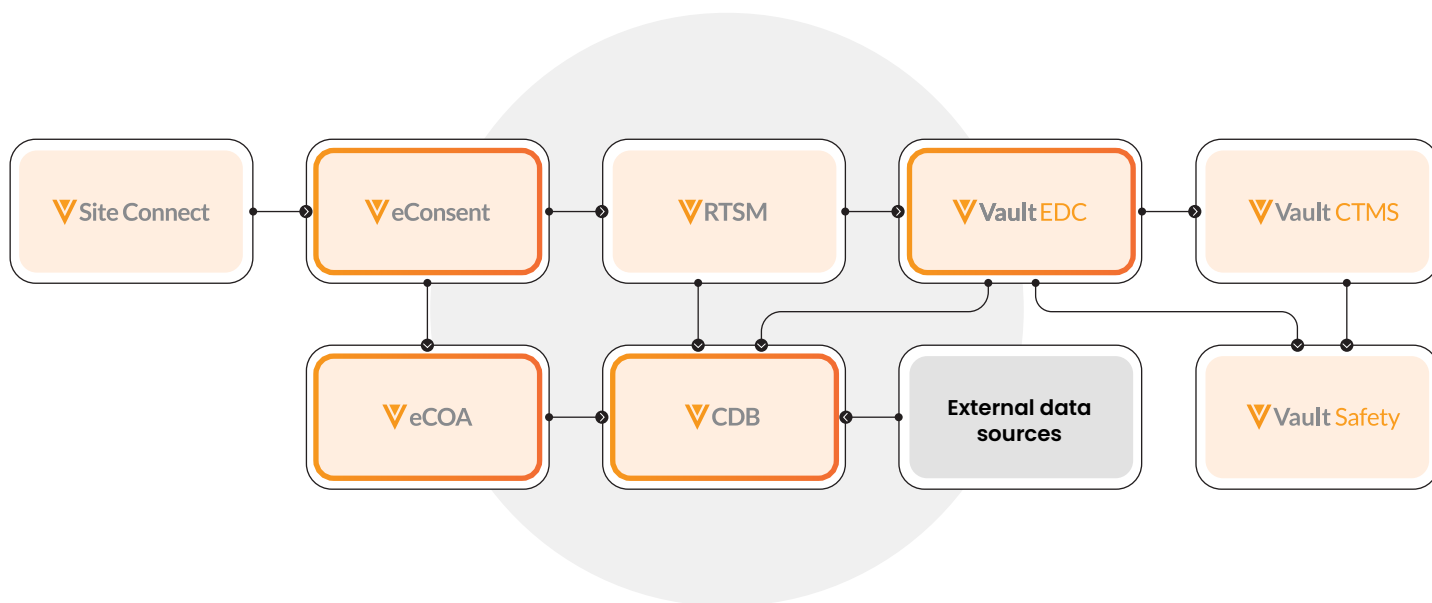 Site Connect
eConsent
RTSM
Vault EDC
Vault CTMS
eCOA
CDB
External data
sources
Vault Safety